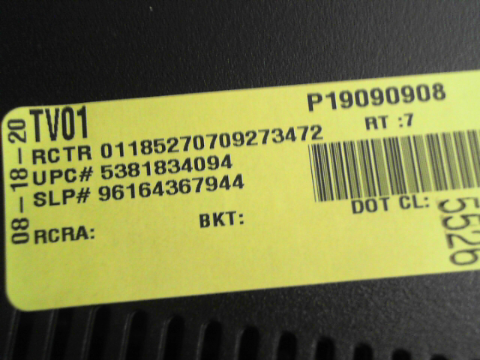 P19090908
TV01
RT :7
RCTR 01185270709273472
UPC# 5381834094
SLP# 96164367944
DOT CL:
BKT:
RCRA:
08-18-20
5526